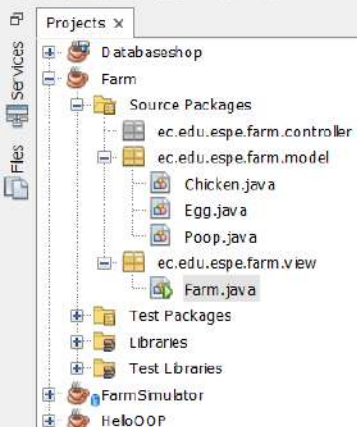 Projects
Services
Files
Databaseshop
Farm
Source Packages
ec.edu.espe.farm.controller
ec.edu.espe.farm.model
Chicken.java
Egg.java
Poop.java
ec.edu.espe.farm.view
Farm.java
Test Packages
Libraries
Test Libraries
FarmSimulator
HeloOOP